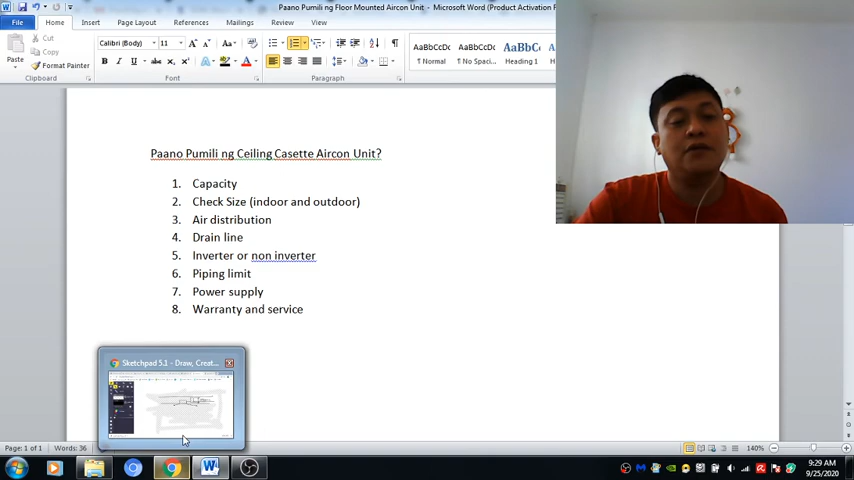 Paano Pumili ng Floor Mounted Aircon Unit - Microsoft Word (Product Activation F
File
Home
Insert
Page Layout
References
Mailings
Review
View
Paste
Cut
Copy
Format Painter
Calibri (Body)
11
AaBbCcDc
AaBbCcDc
AaBbC
¶ Normal
¶ No Spaci...
Heading 1
Clipboard
Font
Paragraph
Paano Pumili ng Ceiling Casette Aircon Unit?
1. Capacity
2. Check Size (indoor and outdoor)
3. Air distribution
4. Drain line
5. Inverter or non inverter
6. Piping limit
7. Power supply
8. Warranty and service
Sketchpad 5.1 - Draw, Creat...
Page: 1 of 1
Words: 36
140%
9:29 AM
9/25/2020